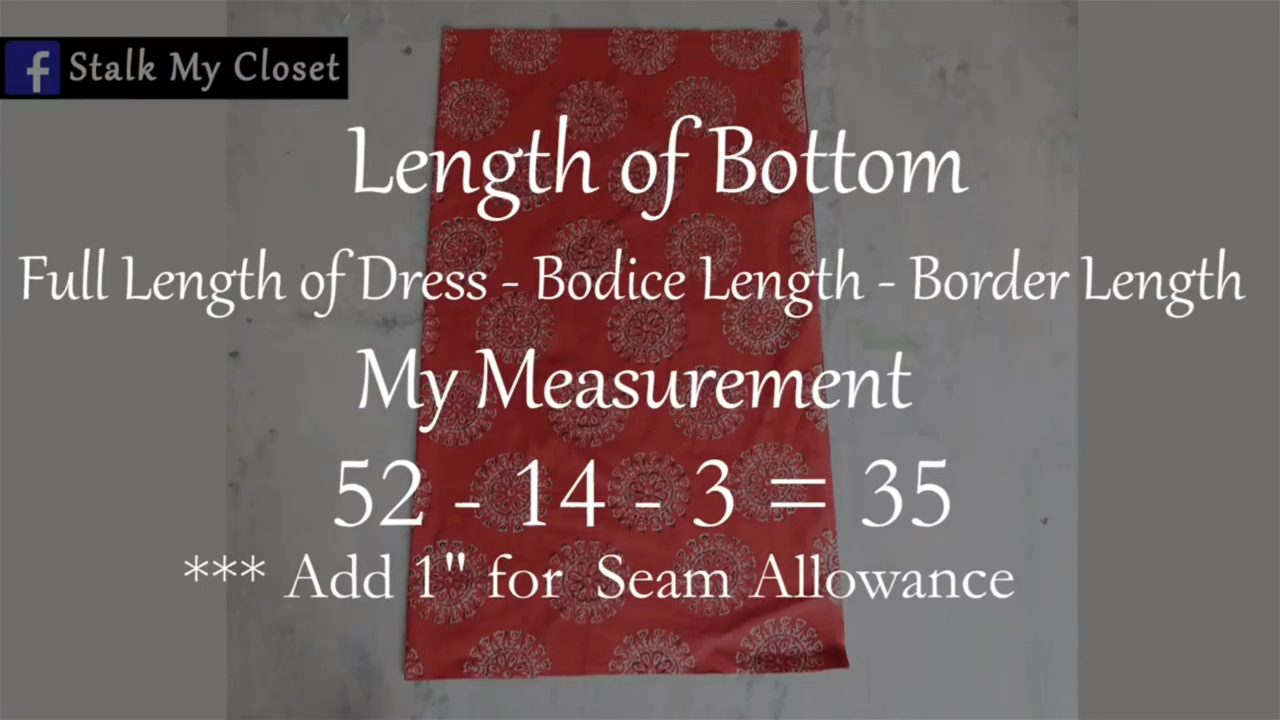 Stalk My Closet
Length of Bottom
Full Length of Dress - Bodice Length - Border Length
My Measurement
52 - 14 - 3 = 35
*** Add 1" for Seam Allowance